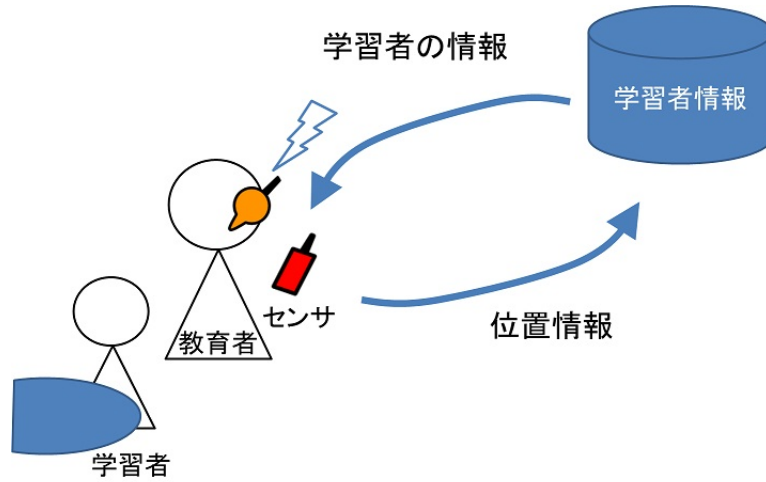 学習者の情報
学習者情報
センサ
教育者
位置情報
学習者